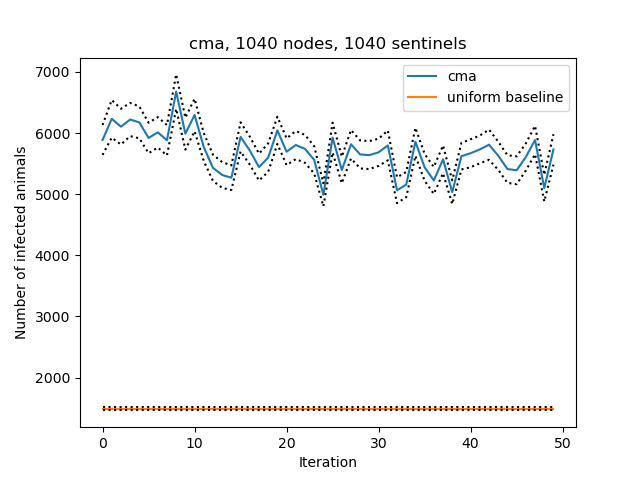 cma, 1040 nodes, 1040 sentinels
7000
6000
5000
4000
3000
2000
Number of infected animals
cma
uniform baseline
0
10
20
30
40
50
Iteration